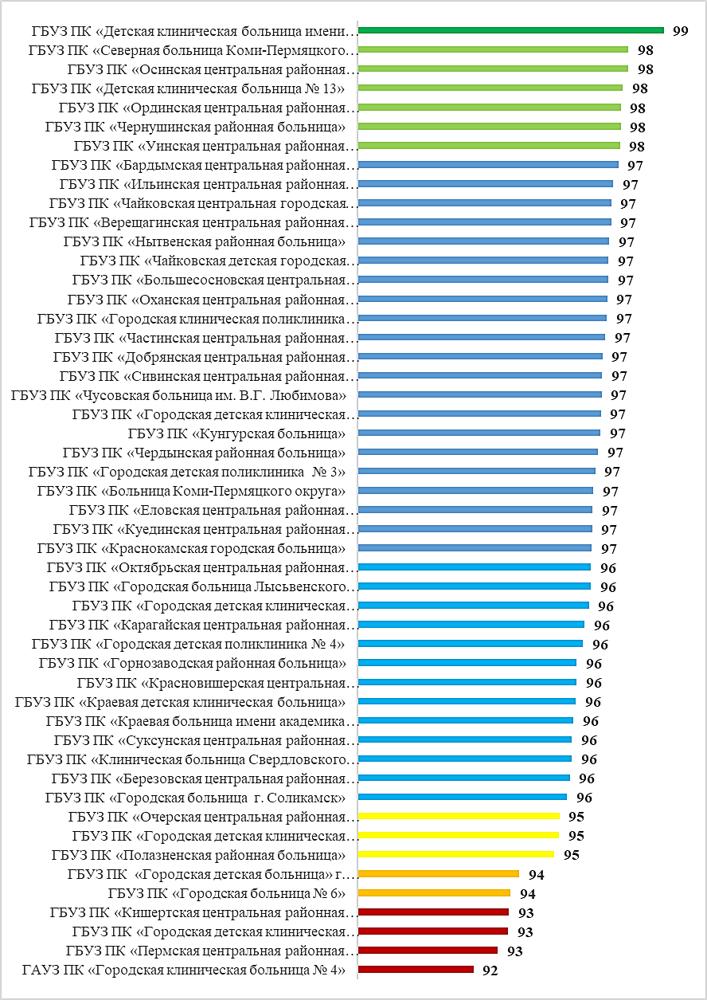 ГБУЗ ПК «Детская клиническая больница имени… 99
ГБУЗ ПК «Северная больница Коми-Пермяцкого… 98
ГБУЗ ПК «Осинская центральная районная… 98
ГБУЗ ПК «Детская клиническая больница № 13» 98
ГБУЗ ПК «Ординская центральная районная… 98
ГБУЗ ПК «Чернушинская районная больница» 98
ГБУЗ ПК «Уинская центральная районная… 98
ГБУЗ ПК «Бардымская центральная районная… 97
ГБУЗ ПК «Ильинская центральная районная… 97
ГБУЗ ПК «Чайковская центральная городская… 97
ГБУЗ ПК «Верещагинская центральная районная… 97
ГБУЗ ПК «Нытвенская районная больница» 97
ГБУЗ ПК «Чайковская детская городская… 97
ГБУЗ ПК «Большесосновская центральная… 97
ГБУЗ ПК «Оханская центральная районная… 97
ГБУЗ ПК «Городская клиническая поликлиника… 97
ГБУЗ ПК «Частинская центральная районная… 97
ГБУЗ ПК «Добрянская центральная районная… 97
ГБУЗ ПК «Сивинская центральная районная… 97
ГБУЗ ПК «Чусовская больница им. В.Г. Любимова» 97
ГБУЗ ПК «Городская детская клиническая… 97
ГБУЗ ПК «Кунгурская больница» 97
ГБУЗ ПК «Чердынская районная больница» 97
ГБУЗ ПК «Городская детская поликлиника № 3» 97
ГБУЗ ПК «Больница Коми-Пермяцкого округа» 97
ГБУЗ ПК «Еловская центральная районная… 97
ГБУЗ ПК «Куединская центральная районная… 97
ГБУЗ ПК «Краснокамская городская больница» 97
ГБУЗ ПК «Октябрьская центральная районная… 96
ГБУЗ ПК «Городская больница Лысьвенского… 96
ГБУЗ ПК «Городская детская клиническая… 96
ГБУЗ ПК «Карагайская центральная районная… 96
ГБУЗ ПК «Городская детская поликлиника № 4» 96
ГБУЗ ПК «Горнозаводская районная больница» 96
ГБУЗ ПК «Красновишерская центральная… 96
ГБУЗ ПК «Краевая детская клиническая больница» 96
ГБУЗ ПК «Краевая больница имени академика… 96
ГБУЗ ПК «Суксунская центральная районная… 96
ГБУЗ ПК «Клиническая больница Свердловского… 96
ГБУЗ ПК «Березовская центральная районная… 96
ГБУЗ ПК «Городская больница г. Соликамск» 96
ГБУЗ ПК «Очерская центральная районная… 95
ГБУЗ ПК «Городская детская клиническая… 95
ГБУЗ ПК «Полазненская районная больница» 95
ГБУЗ ПК «Городская детская больница» г.… 94
ГБУЗ ПК «Городская больница № 6» 94
ГБУЗ ПК «Кишертская центральная районная… 93
ГБУЗ ПК «Городская детская клиническая… 93
ГБУЗ ПК «Пермская центральная районная… 93
ГАУЗ ПК «Городская клиническая больница № 4» 92